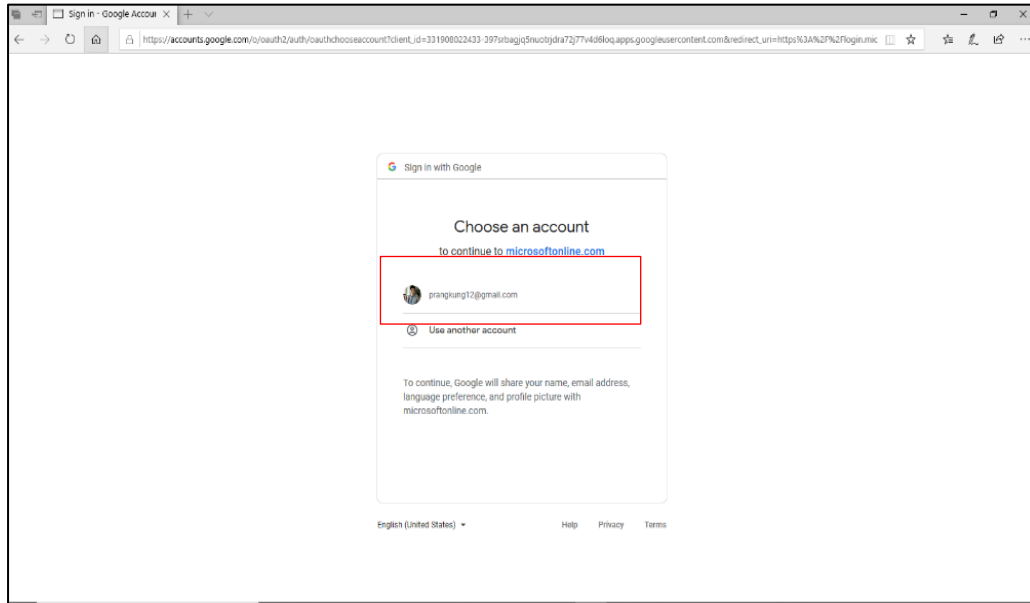 Sign in - Google Accour
https://accounts.google.com/o/oauth2/auth/oauthchooseaccount?client_id=331908022433-397srbagjq5nuotrjdra72j77v4d6loq.apps.googleusercontent.com&redirect_uri=https%3A%2F%2Flogin.mic
Sign in with Google
Choose an account
to continue to microsoftonline.com
prangkung12@gmail.com
Use another account
To continue, Google will share your name, email address,
language preference, and profile picture with
microsoftonline.com.
English (United States) Help Privacy Terms